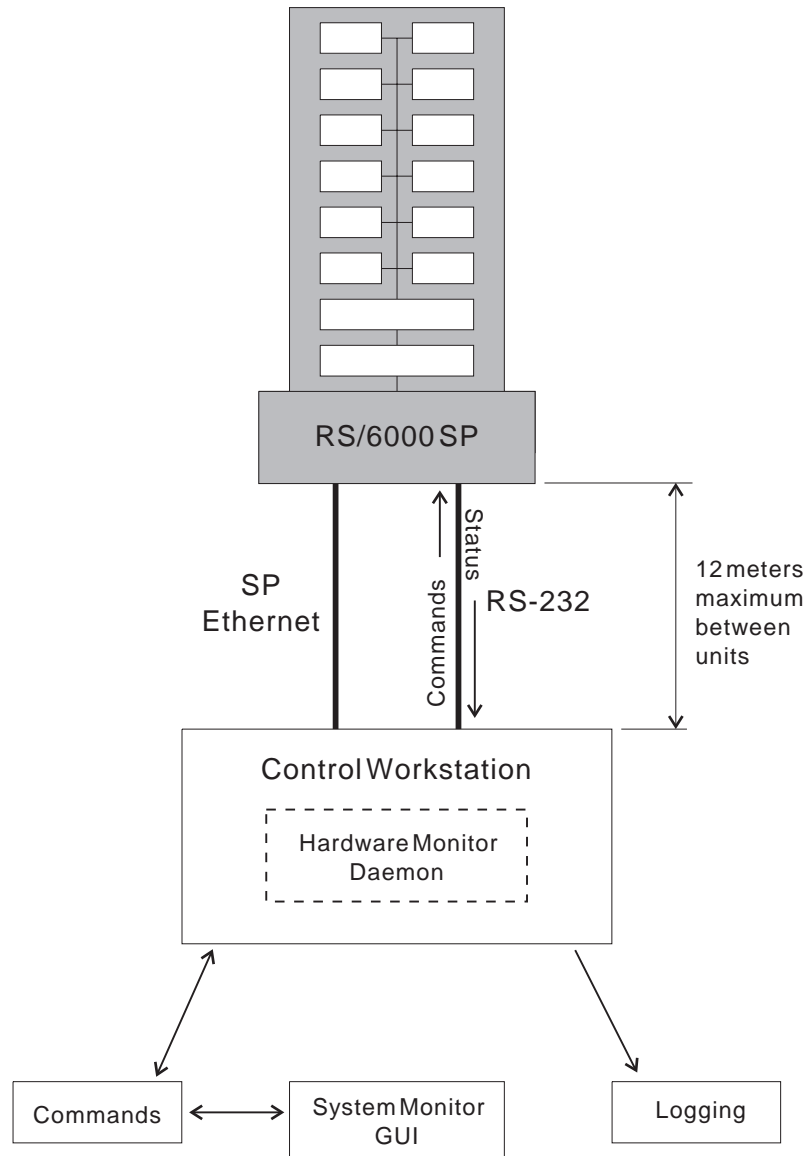 RS/6000 SP
SP
Ethernet
Commands
Status
RS-232
12 meters
maximum
between
units
Control Workstation
Hardware Monitor
Daemon
Commands
System Monitor
GUI
Logging